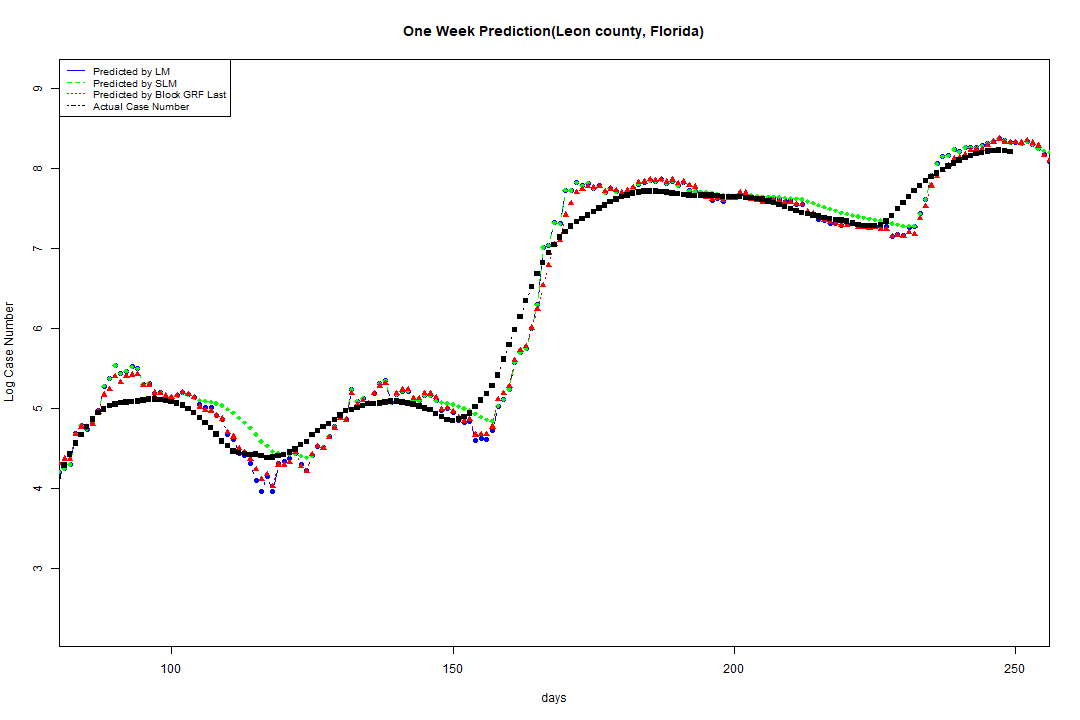 One Week Prediction(Leon county, Florida)
Predicted by LM
Predicted by SLM
Predicted by Block GRF Last
Actual Case Number
9
8
7
6
5
4
3
Log Case Number
100 150 200 250
days